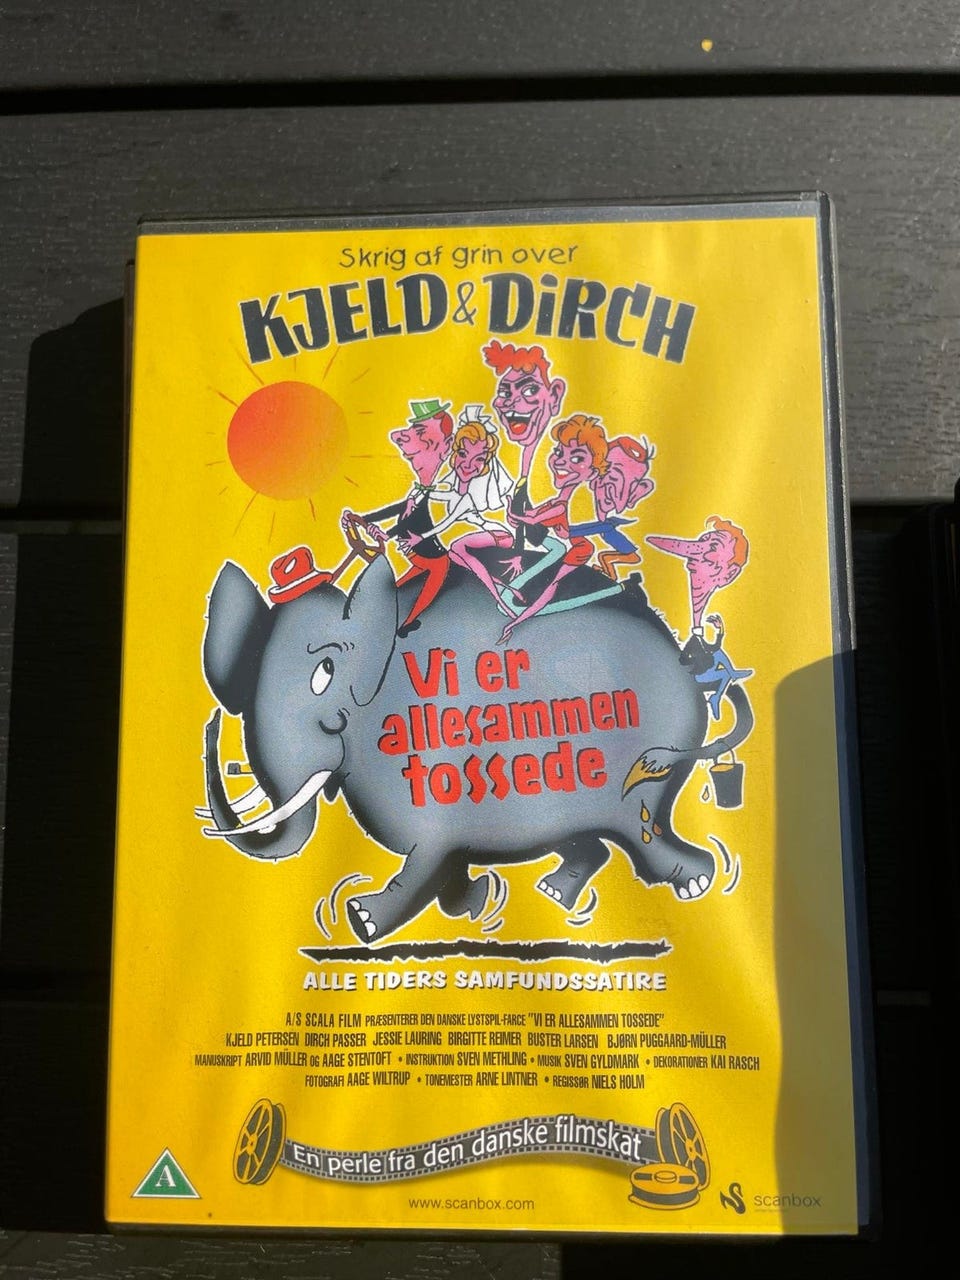 Skrig af grin over
KJELD & DiRCH
Vi er
allesammen
tossede
ALLE TIDERS SAMFUNDSSATIRE
A/S SCALA FILM PRÆSENTERER DEN DANSKE LYSTSPIL-FARCE "VI ER ALLESAMMEN TOSSEDE"
KJELD PETERSEN DIRCH PASSER JESSIE LAURING BIRGITTE REIMER BUSTER LARSEN BJØRN PUGGAARD-MÜLLER
MANUSKRIPT ARVID MÜLLER OG AAGE STENTOFT • INSTRUKTION SVEN METHLING • MUSIK SVEN GYLDMARK • DEKORATIONER KAI RASCH
FOTOGRAFI AAGE WILTRUP • TONEMESTER ARNE LINTNER • REGISSØR NIELS HOLM
En perle fra den danske filmskat
A
www.scanbox.com
scanbox